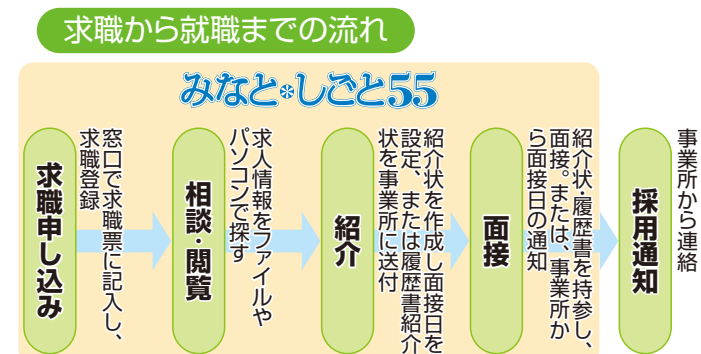 求職から就職までの流れ
みなと*しごと55
求職申し込み
窓口で求職票に記入し、
求職登録
相談・閲覧
求人情報をファイルや
パソコンで探す
紹介
紹介状を作成し面接日を
設定、または履歴書紹介
状を事業所に送付
面接
紹介状・履歴書を持参し、
面接。または、事業所か
ら面接日の通知
採用通知
事業所から連絡